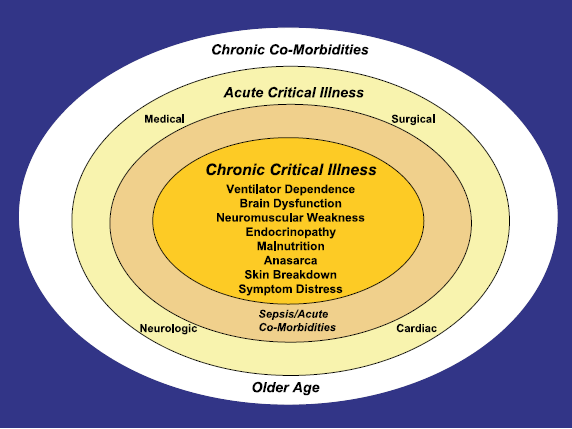 Chronic Co-Morbidities
Acute Critical Illness
Medical
Surgical
Chronic Critical Illness
Ventilator Dependence
Brain Dysfunction
Neuromuscular Weakness
Endocrinopathy
Malnutrition
Anasarca
Skin Breakdown
Symptom Distress
Sepsis/Acute
Co-Morbidities
Neurologic
Cardiac
Older Age